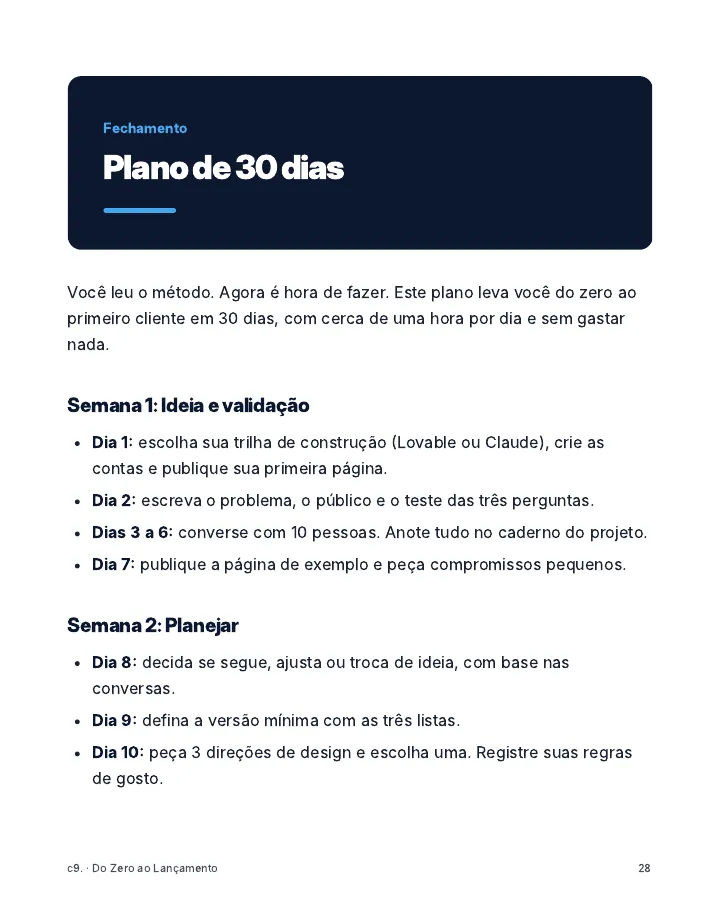 Fechamento
Plano de 30 dias
Você leu o método. Agora é hora de fazer. Este plano leva você do zero ao
primeiro cliente em 30 dias, com cerca de uma hora por dia e sem gastar
nada.
Semana 1: Ideia e validação
• Dia 1: escolha sua trilha de construção (Lovable ou Claude), crie as
contas e publique sua primeira página.
• Dia 2: escreva o problema, o público e o teste das três perguntas.
• Dias 3 a 6: converse com 10 pessoas. Anote tudo no caderno do projeto.
• Dia 7: publique a página de exemplo e peça compromissos pequenos.
Semana 2: Planejar
• Dia 8: decida se segue, ajusta ou troca de ideia, com base nas
conversas.
• Dia 9: defina a versão mínima com as três listas.
• Dia 10: peça 3 direções de design e escolha uma. Registre suas regras
de gosto.
c9. · Do Zero ao Lançamento
28